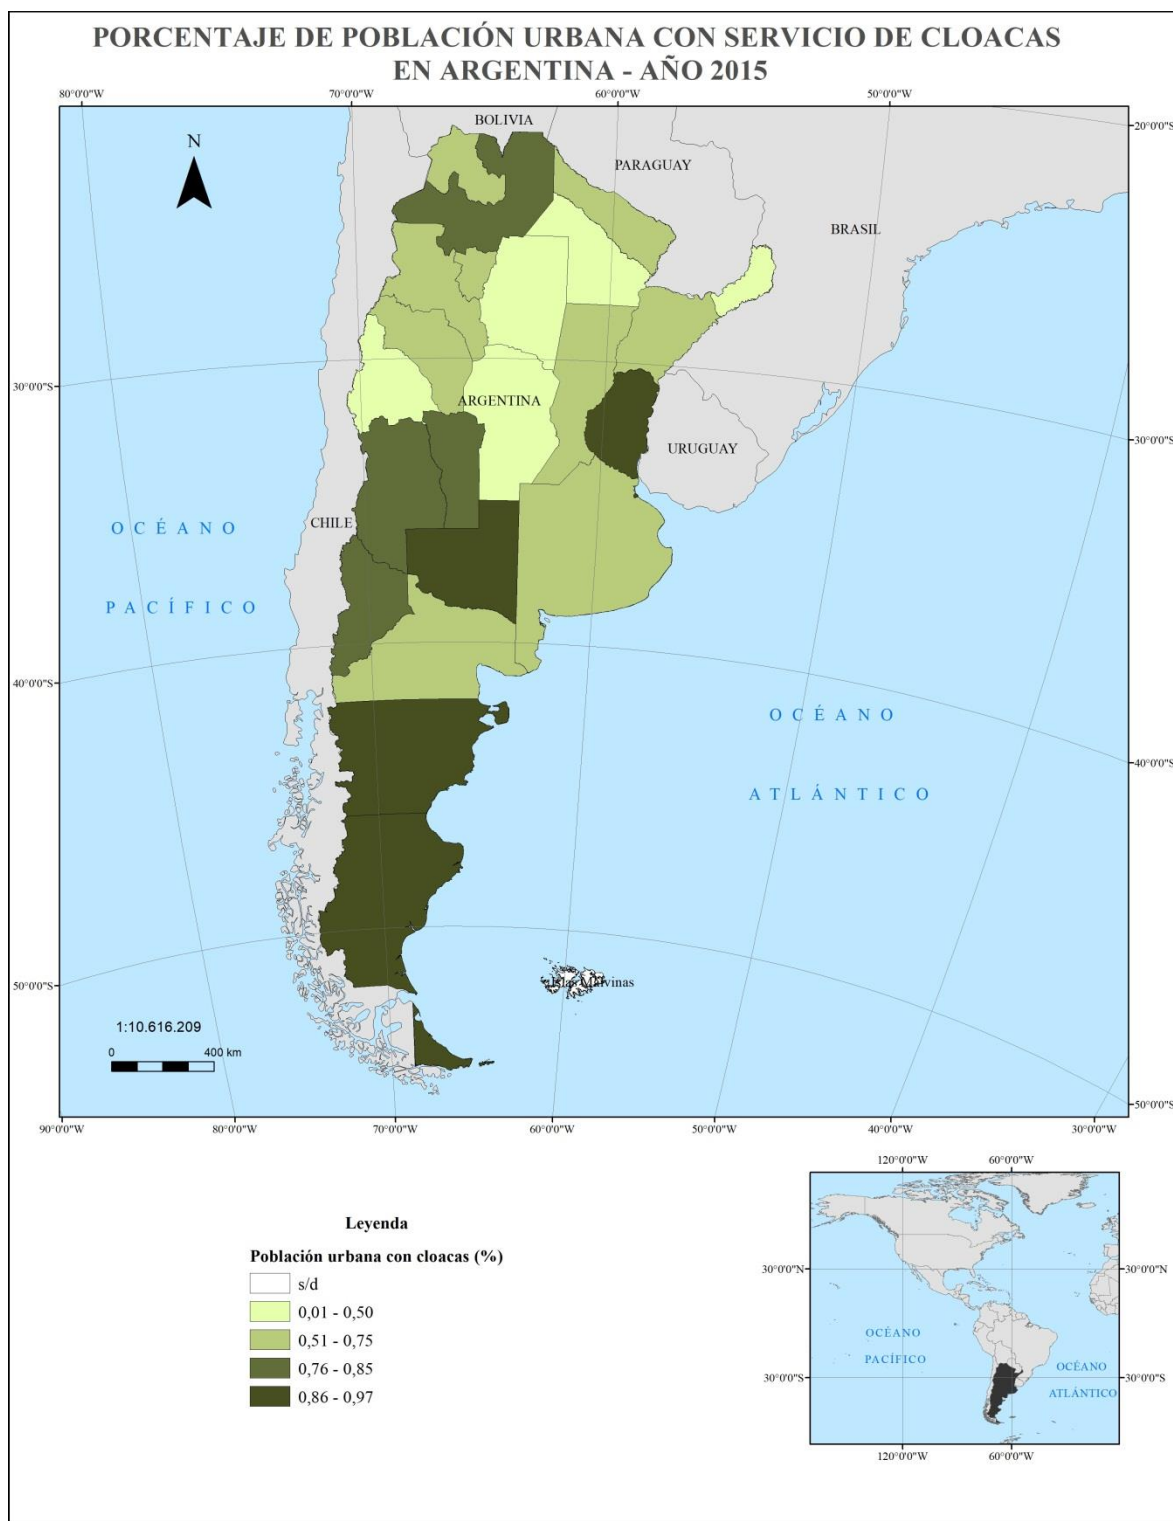 PORCENTAJE DE POBLACIÓN URBANA CON SERVICIO DE CLOACAS
EN ARGENTINA - AÑO 2015
80°0'0"W
70°0'0"W
60°0'0"W
50°0'0"W
BOLIVIA
20°0'0"S
N
PARAGUAY
BRASIL
30°0'0"S
ARGENTINA
30°0'0"S
URUGUAY
CHILE
OCÉANO
PACÍFICO
40°0'0"S
OCÉANO
ATLÁNTICO
40°0'0"S
50°0'0"S
Islas Malvinas
1:10.616.209
0 400 km
50°0'0"S
90°0'0"W
80°0'0"W
70°0'0"W
60°0'0"W
50°0'0"W
40°0'0"W
30°0'0"W
Leyenda
Población urbana con cloacas (%)
s/d
0,01 - 0,50
0,51 - 0,75
0,76 - 0,85
0,86 - 0,97
120°0'0"W
60°0'0"W
30°0'0"N
30°0'0"N
OCÉANO
PACÍFICO
30°0'0"S
OCÉANO
ATLÁNTICO
30°0'0"S
120°0'0"W
60°0'0"W